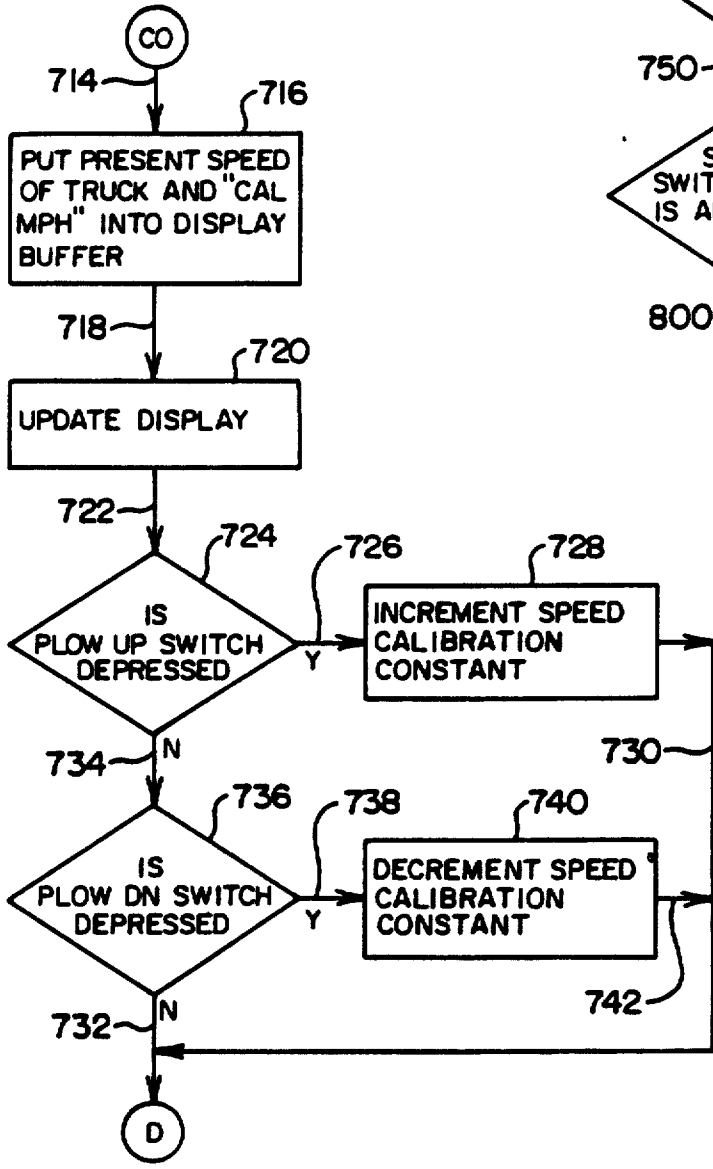 CO
714
716
PUT PRESENT SPEED
OF TRUCK AND "CAL
MPH" INTO DISPLAY
BUFFER
718
720
UPDATE DISPLAY
722
724
IS
PLOW UP SWITCH
DEPRESSED
726
Y
728
INCREMENT SPEED
CALIBRATION
CONSTANT
730
734
N
736
IS
PLOW DN SWITCH
DEPRESSED
738
Y
740
DECREMENT SPEED
CALIBRATION
CONSTANT
742
732
N
D
750
S
SWIT
IS A
800